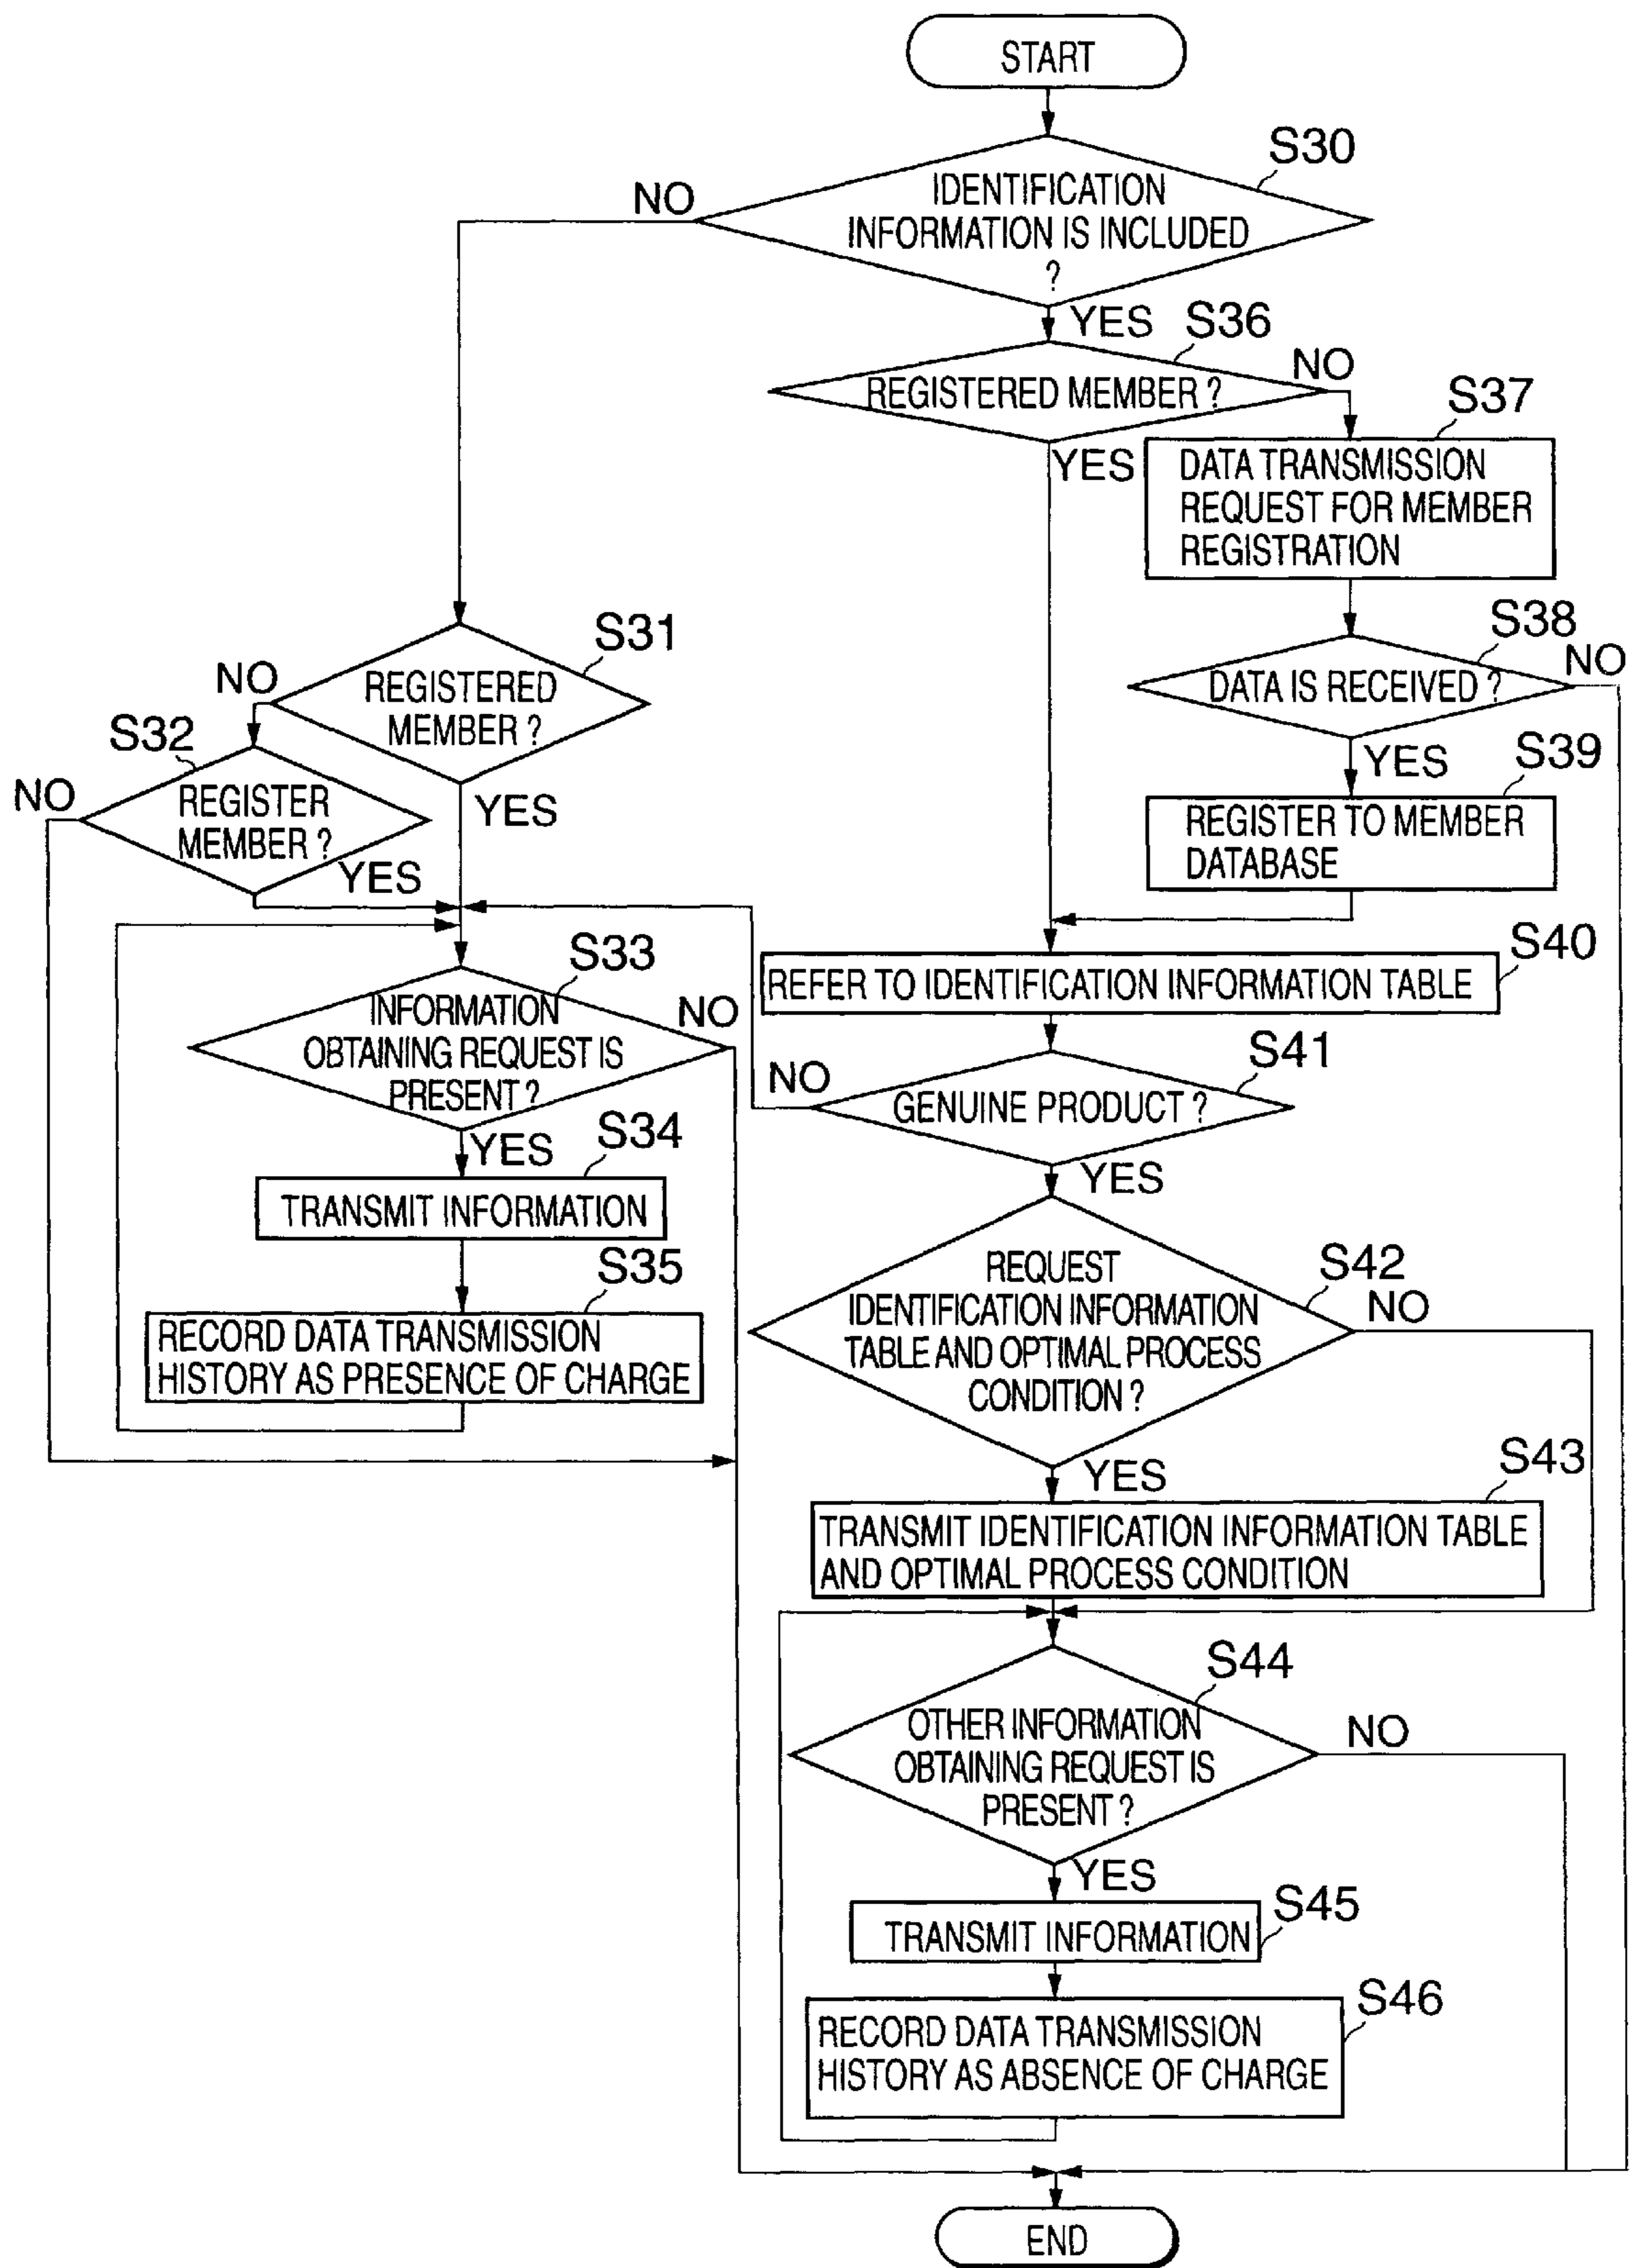 START
S30
NO
IDENTIFICATION
INFORMATION IS INCLUDED
?
YES
S36
NO
REGISTERED MEMBER ?
S37
YES
DATA TRANSMISSION
REQUEST FOR MEMBER
REGISTRATION
S38
NO
DATA IS RECEIVED ?
YES
S39
REGISTER TO MEMBER
DATABASE
S31
NO
REGISTERED
MEMBER ?
YES
S32
NO
REGISTER
MEMBER ?
YES
S33
INFORMATION
OBTAINING REQUEST IS
PRESENT ?
NO
YES
S34
TRANSMIT INFORMATION
S35
RECORD DATA TRANSMISSION
HISTORY AS PRESENCE OF CHARGE
S40
REFER TO IDENTIFICATION INFORMATION TABLE
S41
NO
GENUINE PRODUCT ?
YES
S42
REQUEST
IDENTIFICATION INFORMATION
TABLE AND OPTIMAL PROCESS
CONDITION ?
NO
YES
S43
TRANSMIT IDENTIFICATION INFORMATION TABLE
AND OPTIMAL PROCESS CONDITION
S44
OTHER INFORMATION
OBTAINING REQUEST IS
PRESENT ?
NO
YES
S45
TRANSMIT INFORMATION
S46
RECORD DATA TRANSMISSION
HISTORY AS ABSENCE OF CHARGE
END